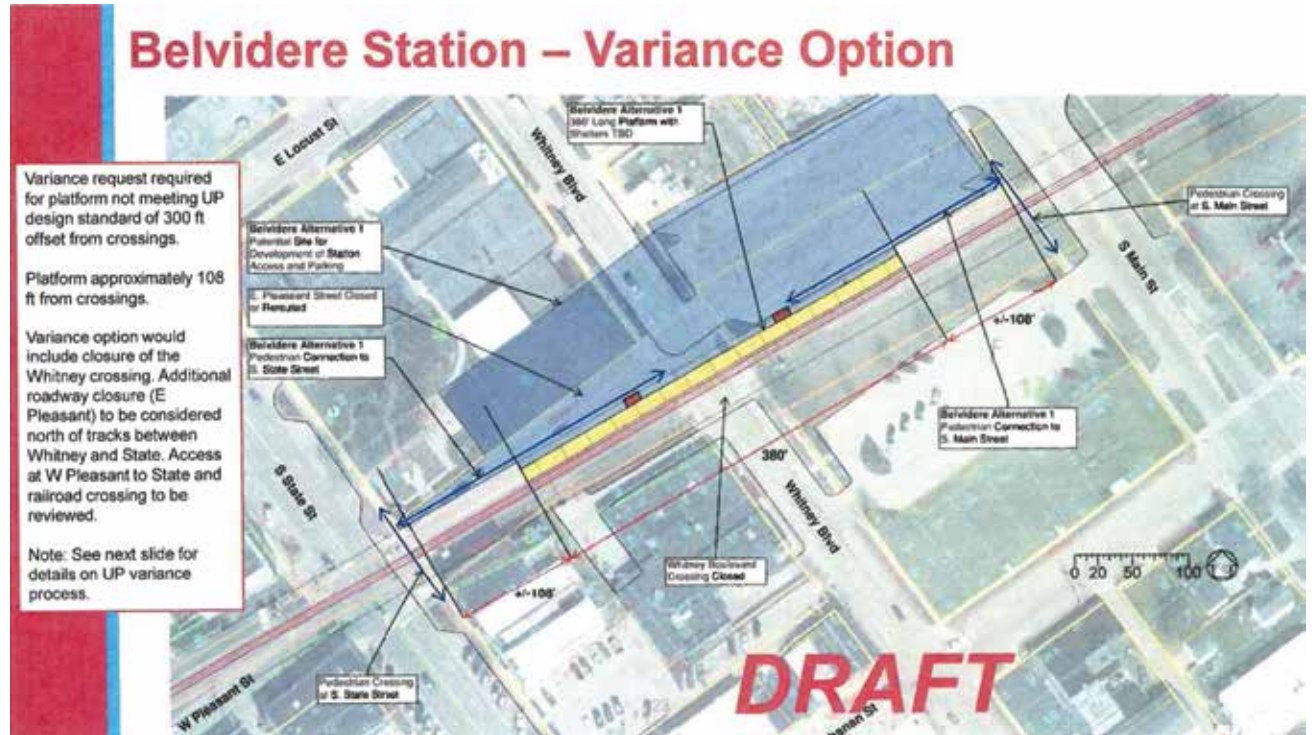 Belvidere Station – Variance Option
Variance request required
for platform not meeting UP
design standard of 300 ft
offset from crossings.
Platform approximately 108
ft from crossings.
Variance option would
include closure of the
Whitney crossing. Additional
roadway closure (E
Pleasant) to be considered
north of tracks between
Whitney and State. Access
at W Pleasant to State and
railroad crossing to be
reviewed.
Note: See next slide for
details on UP variance
process.
E Locust St
Whitney Blvd
Belvidere Alternative 1
360' Long Platform with
Shelters TBD
Pedestrian Crossing
at S. Main Street
Belvidere Alternative 1
Potential Site for
Development of Station
Access and Parking
E. Pleasant Street Closed
or Rerouted
Belvidere Alternative 1
Pedestrian Connection to
S. State Street
S Main St
+/-108'
Belvidere Alternative 1
Pedestrian Connection to
S. Main Street
380'
S State St
Whitney Blvd
Whitney Boulevard
Crossing Closed
0 20 50 100
+/-108'
Pedestrian Crossing
at S. State Street
W Pleasant St
DRAFT
23
anan St